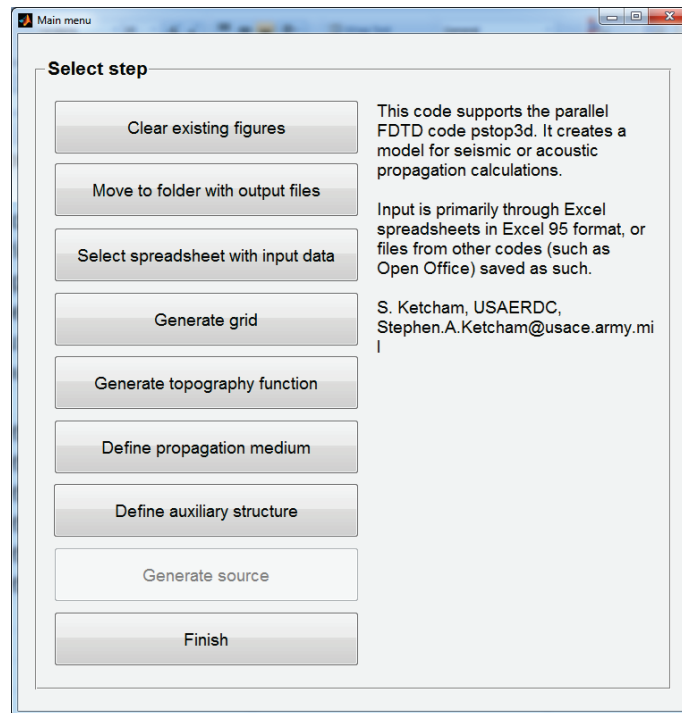 Main menu
Select step
Clear existing figures
Move to folder with output files
Select spreadsheet with input data
Generate grid
Generate topography function
Define propagation medium
Define auxiliary structure
Generate source
Finish
This code supports the parallel
FDTD code pstop3d. It creates a
model for seismic or acoustic
propagation calculations.
Input is primarily through Excel
spreadsheets in Excel 95 format, or
files from other codes (such as
Open Office) saved as such.
S. Ketcham, USAERDC,
Stephen.A.Ketcham@usace.army.mi
l